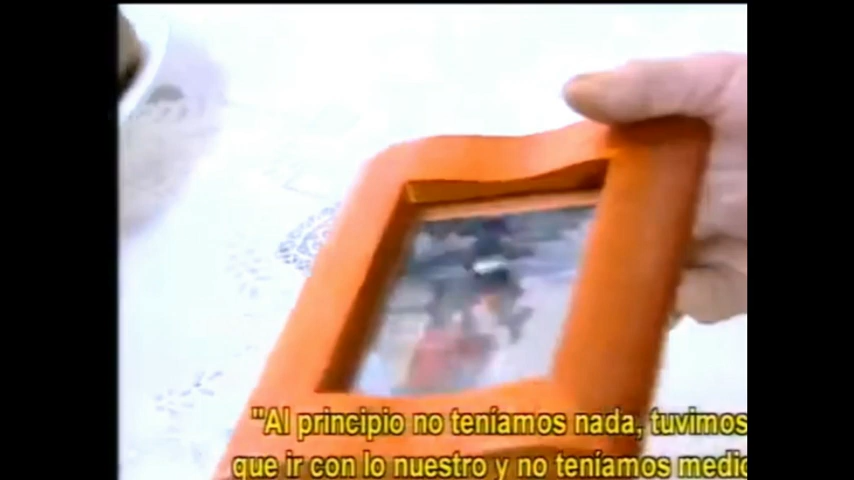 "Al principio no teníamos nada, tuvimos
que ir con lo nuestro y no teníamos